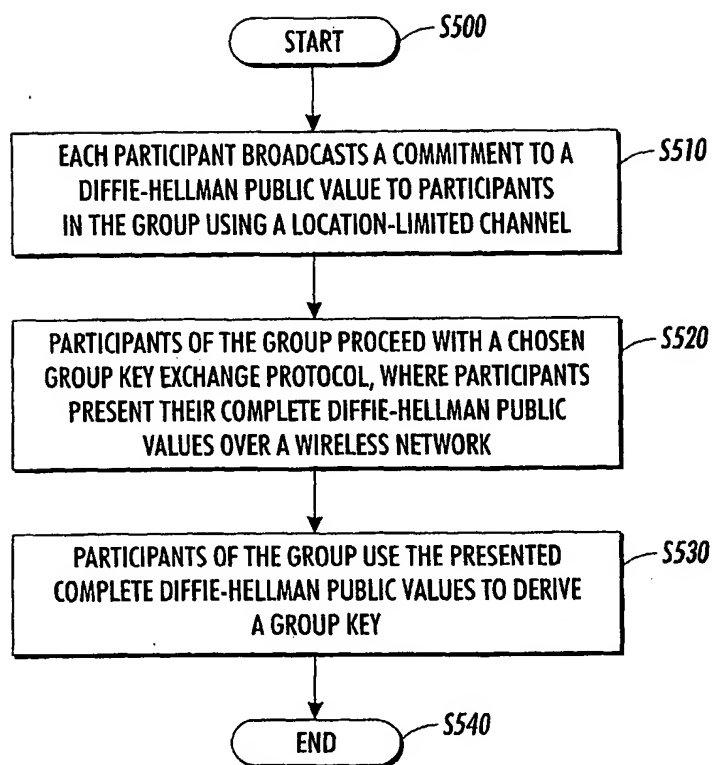 START
S500
EACH PARTICIPANT BROADCASTS A COMMITMENT TO A
DIFFIE-HELLMAN PUBLIC VALUE TO PARTICIPANTS
IN THE GROUP USING A LOCATION-LIMITED CHANNEL
S510
PARTICIPANTS OF THE GROUP PROCEED WITH A CHOSEN
GROUP KEY EXCHANGE PROTOCOL, WHERE PARTICIPANTS
PRESENT THEIR COMPLETE DIFFIE-HELLMAN PUBLIC
VALUES OVER A WIRELESS NETWORK
S520
PARTICIPANTS OF THE GROUP USE THE PRESENTED
COMPLETE DIFFIE-HELLMAN PUBLIC VALUES TO DERIVE
A GROUP KEY
S530
END
S540